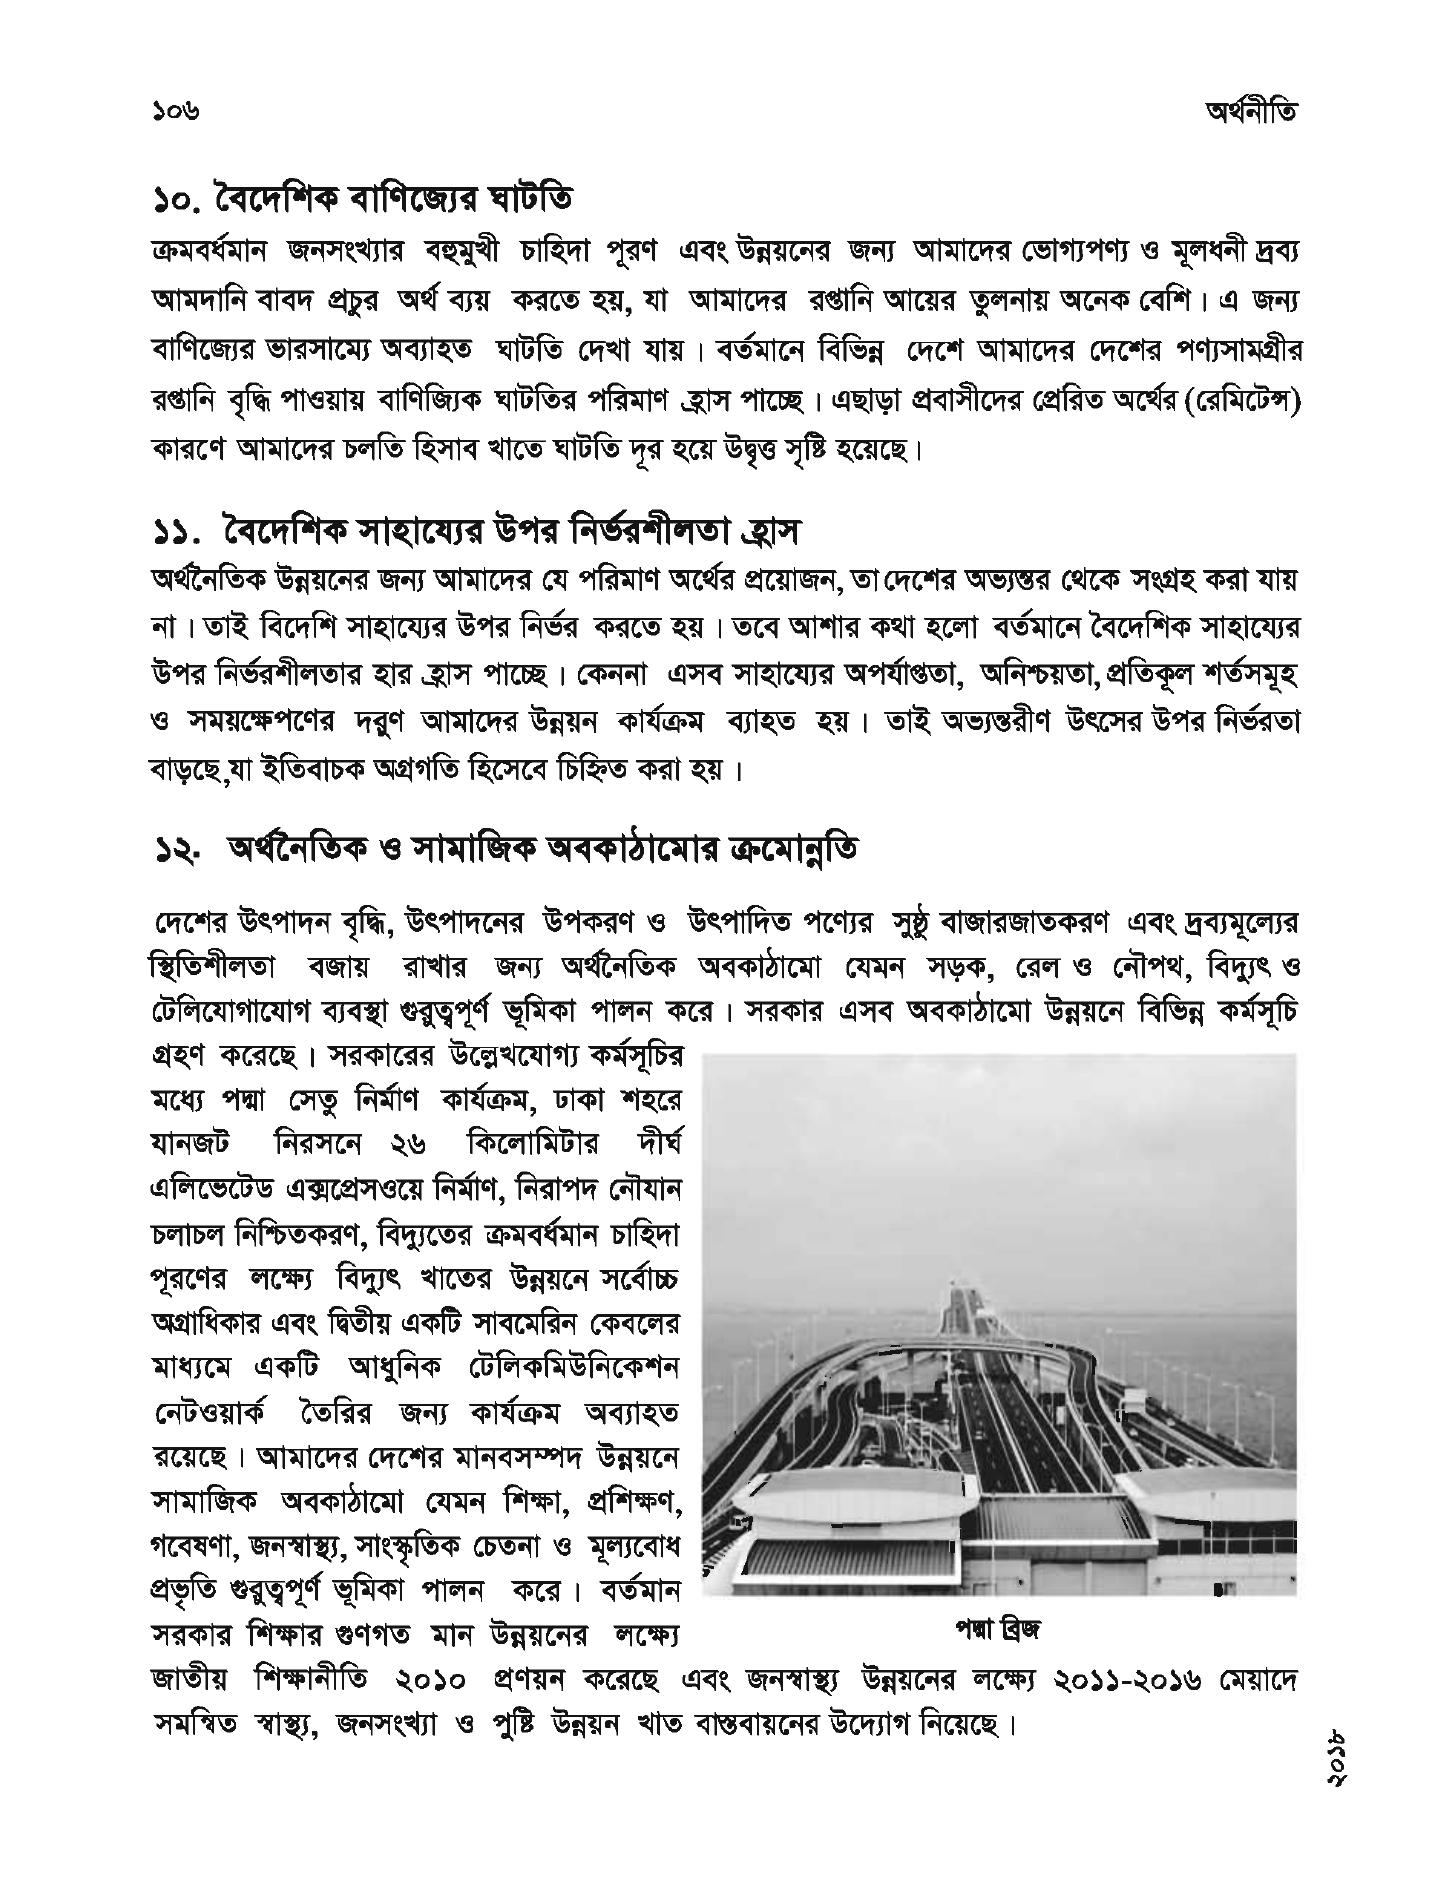 ১০৬
অর্থনীতি
১০. বৈদেশিক বাণিজ্যের ঘাটতি
ক্রমবর্ধমান জনসংখ্যার বহুমুখী চাহিদা পূরণ এবং উন্নয়নের জন্য আমাদের ভোগ্যপণ্য ও মূলধনী দ্রব্য
আমদানি বাবদ প্রচুর অর্থ ব্যয় করতে হয়, যা আমাদের রপ্তানি আয়ের তুলনায় অনেক বেশি। এ জন্য
বাণিজ্যের ভারসাম্যে অব্যাহত ঘাটতি দেখা যায়। বর্তমানে বিভিন্ন দেশে আমাদের দেশের পণ্যসামগ্রীর
রপ্তানি বৃদ্ধি পাওয়ায় বাণিজ্যিক ঘাটতির পরিমাণ হ্রাস পাচ্ছে। এছাড়া প্রবাসীদের প্রেরিত অর্থের (রেমিটেন্স)
কারণে আমাদের চলতি হিসাব খাতে ঘাটতি দূর হয়ে উদ্বৃত্ত সৃষ্টি হয়েছে।
১১. বৈদেশিক সাহায্যের উপর নির্ভরশীলতা হ্রাস
অর্থনৈতিক উন্নয়নের জন্য আমাদের যে পরিমাণ অর্থের প্রয়োজন, তা দেশের অভ্যন্তর থেকে সংগ্রহ করা যায়
না। তাই বিদেশি সাহায্যের উপর নির্ভর করতে হয়। তবে আশার কথা হলো বর্তমানে বৈদেশিক সাহায্যের
উপর নির্ভরশীলতার হার হ্রাস পাচ্ছে। কেননা এসব সাহায্যের অপর্যাপ্ততা, অনিশ্চয়তা, প্রতিকূল শর্তসমূহ
ও সময়ক্ষেপণের দরুণ আমাদের উন্নয়ন কার্যক্রম ব্যাহত হয়। তাই অভ্যন্তরীণ উৎসের উপর নির্ভরতা
বাড়ছে,যা ইতিবাচক অগ্রগতি হিসেবে চিহ্নিত করা হয়।
১২. অর্থনৈতিক ও সামাজিক অবকাঠামোর ক্রমোন্নতি
দেশের উৎপাদন বৃদ্ধি, উৎপাদনের উপকরণ ও উৎপাদিত পণ্যের সুষ্ঠু বাজারজাতকরণ এবং দ্রব্যমূল্যের
স্থিতিশীলতা বজায় রাখার জন্য অর্থনৈতিক অবকাঠামো যেমন সড়ক, রেল ও নৌপথ, বিদ্যুৎ ও
টেলিযোগাযোগ ব্যবস্থা গুরুত্বপূর্ণ ভূমিকা পালন করে। সরকার এসব অবকাঠামো উন্নয়নে বিভিন্ন কর্মসূচি
গ্রহণ করেছে। সরকারের উল্লেখযোগ্য কর্মসূচির
মধ্যে পদ্মা সেতু নির্মাণ কার্যক্রম, ঢাকা শহরে
যানজট নিরসনে ২৬ কিলোমিটার দীর্ঘ
এলিভেটেড এক্সপ্রেসওয়ে নির্মাণ, নিরাপদ নৌযান
চলাচল নিশ্চিতকরণ, বিদ্যুতের ক্রমবর্ধমান চাহিদা
পূরণের লক্ষ্যে বিদ্যুৎ খাতের উন্নয়নে সর্বোচ্চ
অগ্রাধিকার এবং দ্বিতীয় একটি সাবমেরিন কেবলের
মাধ্যমে একটি আধুনিক টেলিকমিউনিকেশন
নেটওয়ার্ক তৈরির জন্য কার্যক্রম অব্যাহত
রয়েছে। আমাদের দেশের মানবসম্পদ উন্নয়নে
সামাজিক অবকাঠামো যেমন শিক্ষা, প্রশিক্ষণ,
গবেষণা, জনস্বাস্থ্য, সাংস্কৃতিক চেতনা ও মূল্যবোধ
প্রভৃতি গুরুত্বপূর্ণ ভূমিকা পালন করে। বর্তমান
সরকার শিক্ষার গুণগত মান উন্নয়নের লক্ষ্যে
পদ্মা ব্রিজ
জাতীয় শিক্ষানীতি ২০১০ প্রণয়ন করেছে এবং জনস্বাস্থ্য উন্নয়নের লক্ষ্যে ২০১১-২০১৬ মেয়াদে
সমন্বিত স্বাস্থ্য, জনসংখ্যা ও পুষ্টি উন্নয়ন খাত বাস্তবায়নের উদ্যোগ নিয়েছে।
২০১৮